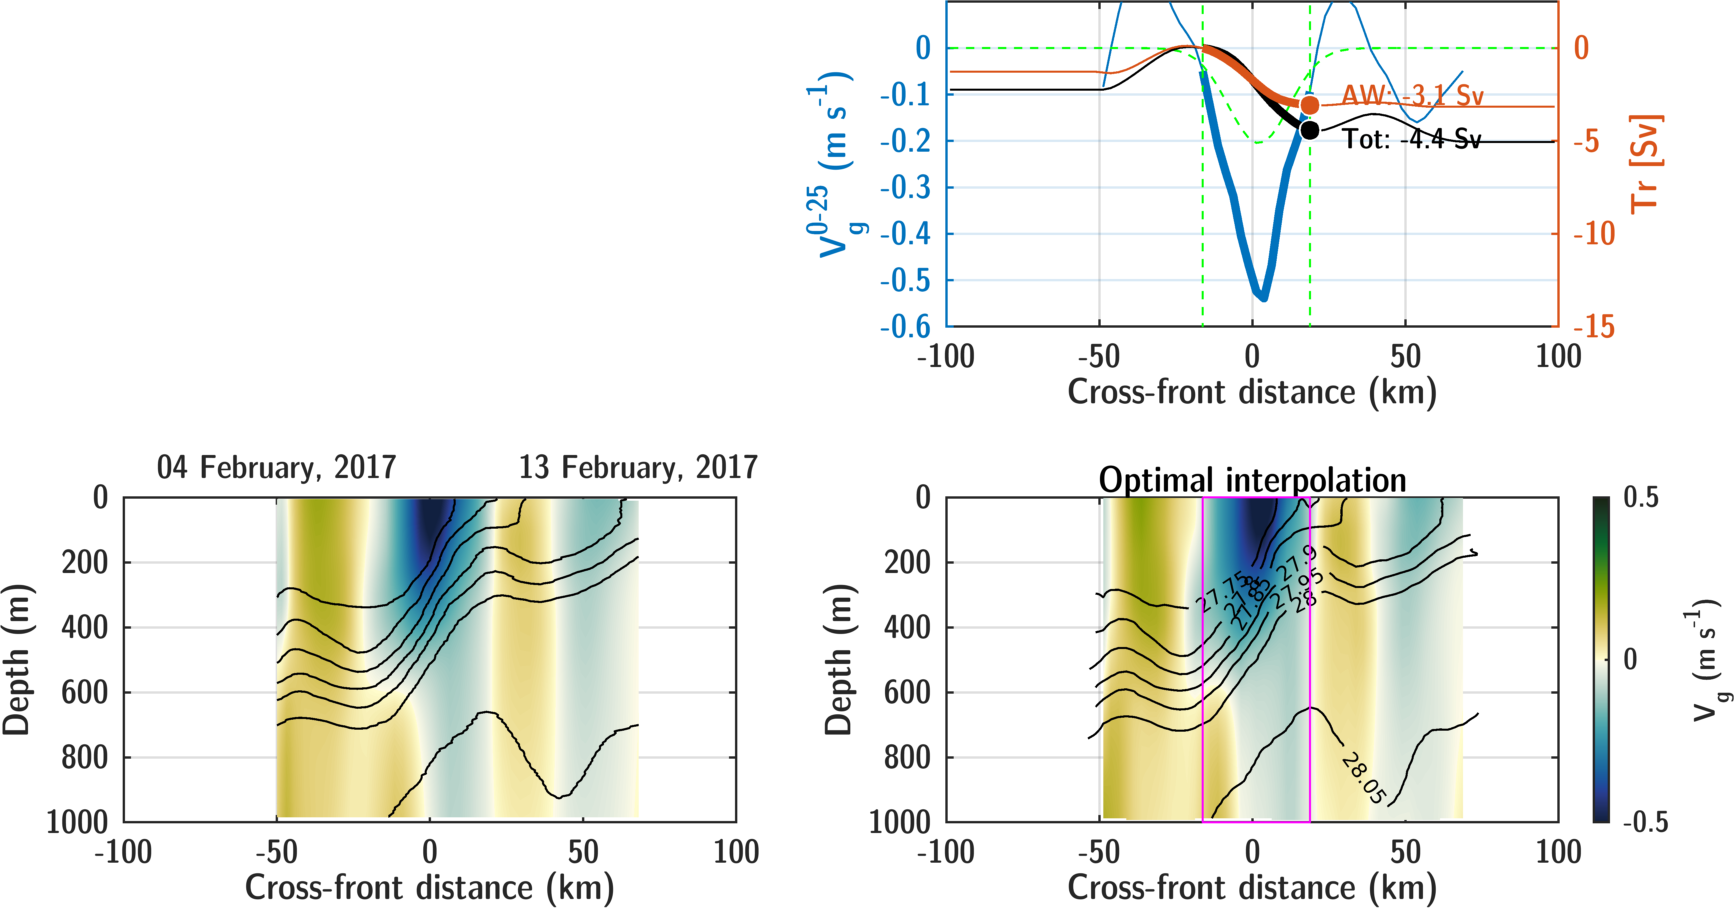 0
-0.1
-0.2
-0.3
-0.4
-0.5
-0.6
V_g^{0-25} (m s^{-1})
AW: -3.1 Sv
Tot: -4.4 Sv
0
-5
-10
-15
Tr [Sv]
-100 -50 0 50 100
Cross-front distance (km)
04 February, 2017 13 February, 2017
0
200
400
600
800
1000
Depth (m)
-100 -50 0 50 100
Cross-front distance (km)
Optimal interpolation
0
200
400
600
800
1000
Depth (m)
27.75
27.8
27.85
27.9
27.95
28
28.05
-100 -50 0 50 100
Cross-front distance (km)
0.5
0
-0.5
V_g (m s^{-1})